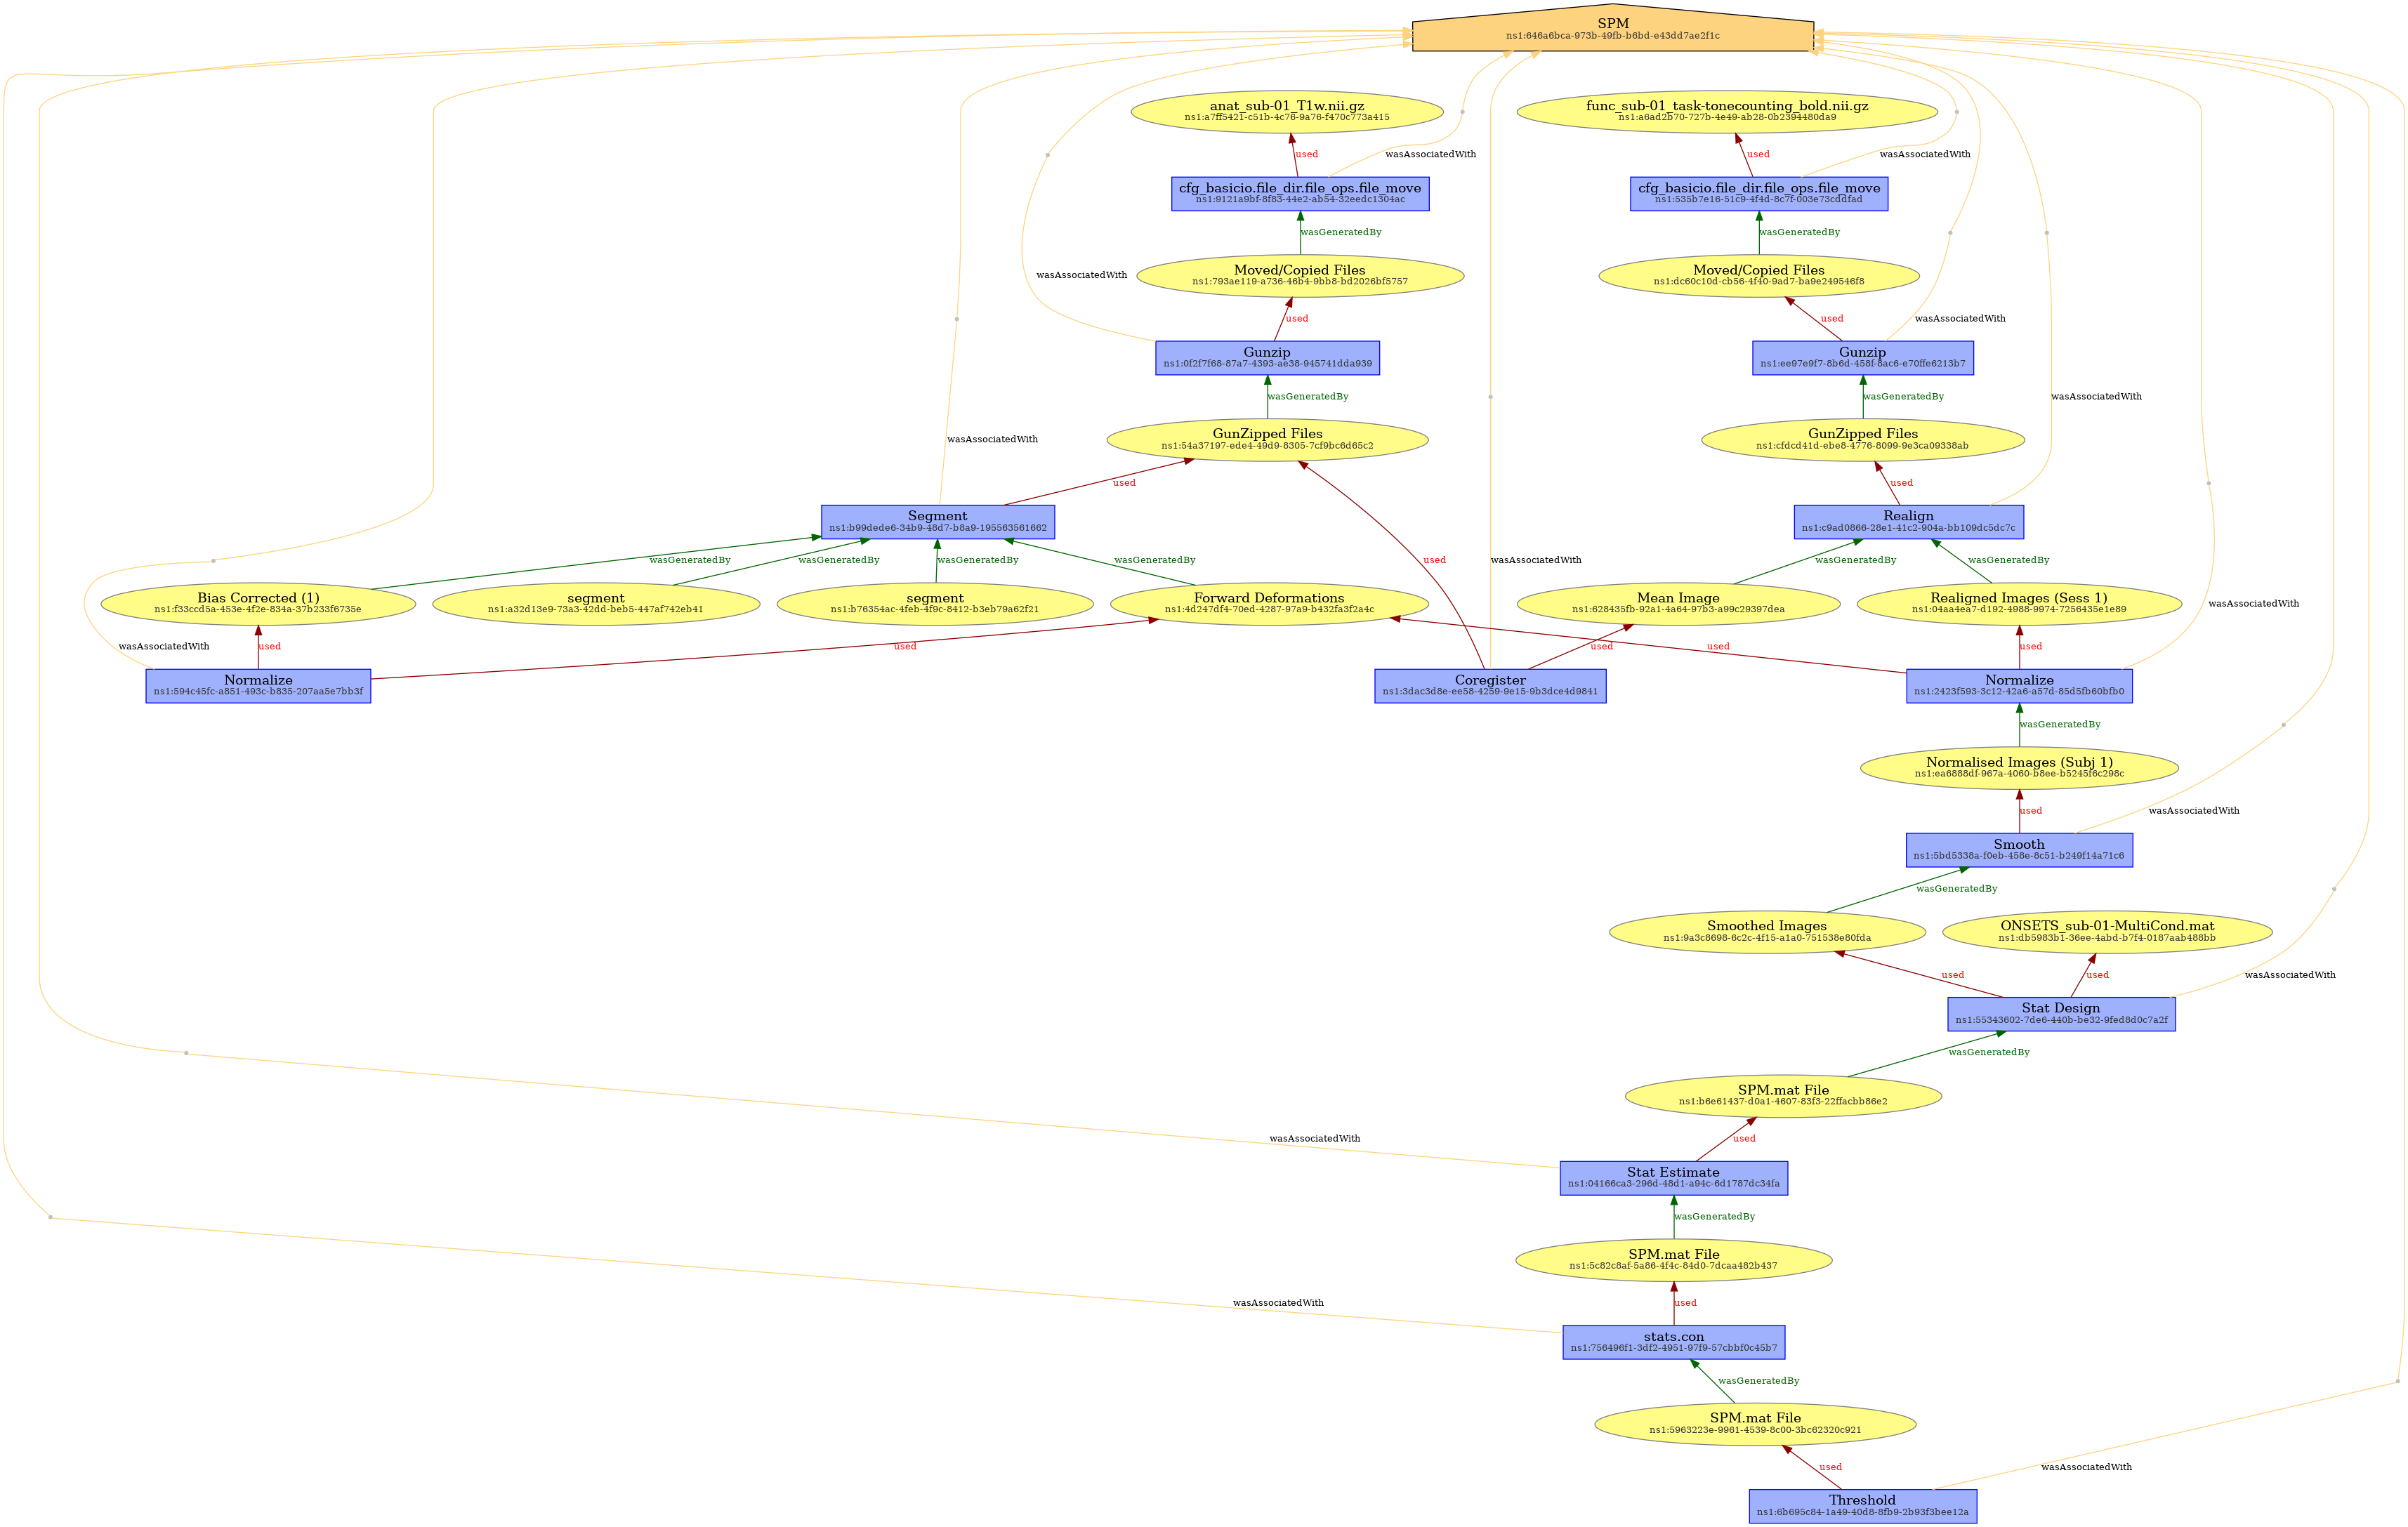 SPM
ns1:646a6bca-973b-49fb-b6bd-e43dd7ae2f1c
anat_sub-01_T1w.nii.gz
ns1:a7ff5421-c51b-4c76-9a76-f470c773a415
func_sub-01_task-tonecounting_bold.nii.gz
ns1:a6ad2b70-727b-4e49-ab28-0b2394480da9
used
wasAssociatedWith
used
wasAssociatedWith
cfg_basicio.file_dir.file_ops.file_move
ns1:9121a9bf-8f83-44e2-ab54-32eedc1304ac
cfg_basicio.file_dir.file_ops.file_move
ns1:535b7e16-51c9-4f4d-8c7f-003e73cddfad
wasGeneratedBy
wasGeneratedBy
wasAssociatedWith
Moved/Copied Files
ns1:793ae119-a736-46b4-9bb8-bd2026bf5757
Moved/Copied Files
ns1:dc60c10d-cb56-4f40-9ad7-ba9e249546f8
used
used
wasAssociatedWith
Gunzip
ns1:0f2f7f68-87a7-4393-ae38-945741dda939
Gunzip
ns1:ee97e9f7-8b6d-458f-8ac6-e70ffe6213b7
wasGeneratedBy
wasGeneratedBy
wasAssociatedWith
wasAssociatedWith
GunZipped Files
ns1:54a37197-ede4-49d9-8305-7cf9bc6d65c2
GunZipped Files
ns1:cfdcd41d-ebe8-4776-8099-9e3ca09338ab
used
used
Segment
ns1:b99dede6-34b9-48d7-b8a9-195563561662
Realign
ns1:c9ad0866-28e1-41c2-904a-bb109dc5dc7c
wasGeneratedBy
wasGeneratedBy
wasGeneratedBy
wasGeneratedBy
used
wasAssociatedWith
wasGeneratedBy
wasGeneratedBy
wasAssociatedWith
Bias Corrected (1)
ns1:f33ccd5a-453e-4f2e-834a-37b233f6735e
segment
ns1:a32d13e9-73a3-42dd-beb5-447af742eb41
segment
ns1:b76354ac-4feb-4f9c-8412-b3eb79a62f21
Forward Deformations
ns1:4d247df4-70ed-4287-97a9-b432fa3f2a4c
Mean Image
ns1:628435fb-92a1-4a64-97b3-a99c29397dea
Realigned Images (Sess 1)
ns1:04aa4ea7-d192-4988-9974-7256435e1e89
wasAssociatedWith
used
used
used
used
used
Normalize
ns1:594c45fc-a851-493c-b835-207aa5e7bb3f
Coregister
ns1:3dac3d8e-ee58-4259-9e15-9b3dce4d9841
Normalize
ns1:2423f593-3c12-42a6-a57d-85d5fb60bfb0
wasGeneratedBy
Normalised Images (Subj 1)
ns1:ea6888df-967a-4060-b8ee-b5245f6c298c
used
wasAssociatedWith
Smooth
ns1:5bd5338a-f0eb-458e-8c51-b249f14a71c6
wasGeneratedBy
Smoothed Images
ns1:9a3c8698-6c2c-4f15-a1a0-751538e80fda
ONSETS_sub-01-MultiCond.mat
ns1:db5983b1-36ee-4abd-b7f4-0187aab488bb
used
used
wasAssociatedWith
Stat Design
ns1:55343602-7de6-440b-be32-9fed8d0c7a2f
wasGeneratedBy
SPM.mat File
ns1:b6e61437-d0a1-4607-83f3-22ffacbb86e2
wasAssociatedWith
used
Stat Estimate
ns1:04166ca3-296d-48d1-a94c-6d1787dc34fa
wasGeneratedBy
SPM.mat File
ns1:5c82c8af-5a86-4f4c-84d0-7dcaa482b437
wasAssociatedWith
used
stats.con
ns1:756496f1-3df2-4951-97f9-57cbbf0c45b7
wasGeneratedBy
SPM.mat File
ns1:5963223e-9961-4539-8c00-3bc62320c921
used
wasAssociatedWith
Threshold
ns1:6b695c84-1a49-40d8-8fb9-2b93f3bee12a